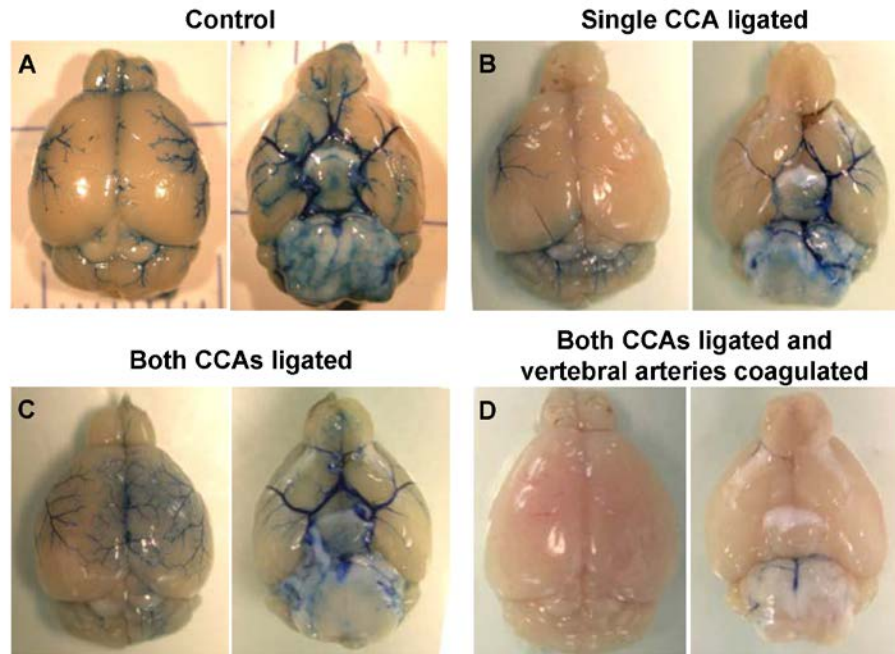 Control
Single CCA ligated
A
B
Both CCAs ligated
Both CCAs ligated and
vertebral arteries coagulated
C
D